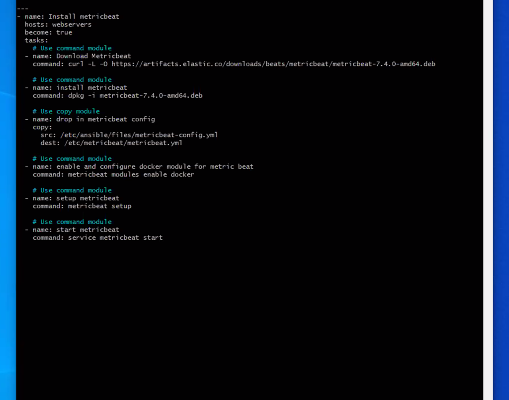 ---
- name: Install metricbeat
hosts: webservers
become: true
tasks:
# Use command module
- name: Download Metricbeat
command: curl -L -O https://artifacts.elastic.co/downloads/beats/metricbeat/metricbeat-7.4.0-amd64.deb
# Use command module
- name: install metricbeat
command: dpkg -i metricbeat-7.4.0-amd64.deb
# Use copy module
- name: drop in metricbeat config
copy:
src: /etc/ansible/files/metricbeat-config.yml
dest: /etc/metricbeat/metricbeat.yml
# Use command module
- name: enable and configure docker module for metric beat
command: metricbeat modules enable docker
# Use command module
- name: setup metricbeat
command: metricbeat setup
# Use command module
- name: start metricbeat
command: service metricbeat start